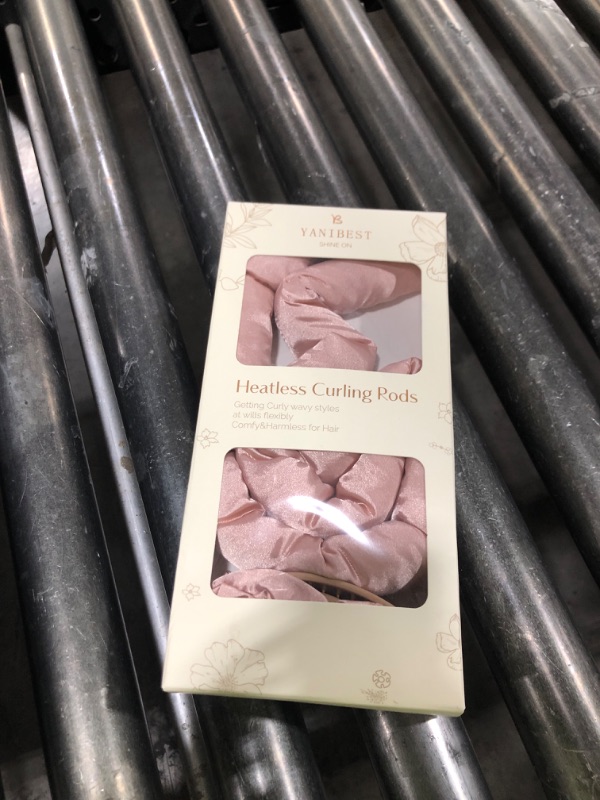 YANIBEST
SHINE ON
Heatless Curling Rods
Getting Curly wavy styles
at wills flexibly
Comfy&Harmless for Hair